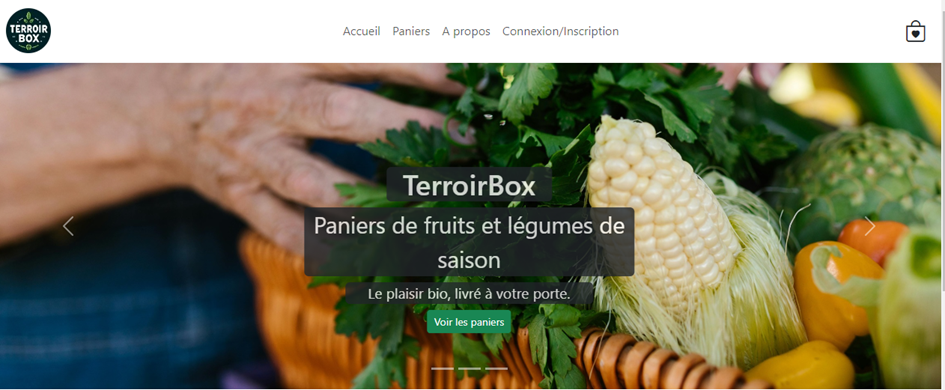 TERROIR
BOX
Accueil Paniers A propos Connexion/Inscription
TerroirBox
Paniers de fruits et légumes de
saison
Le plaisir bio, livré à votre porte.
Voir les paniers